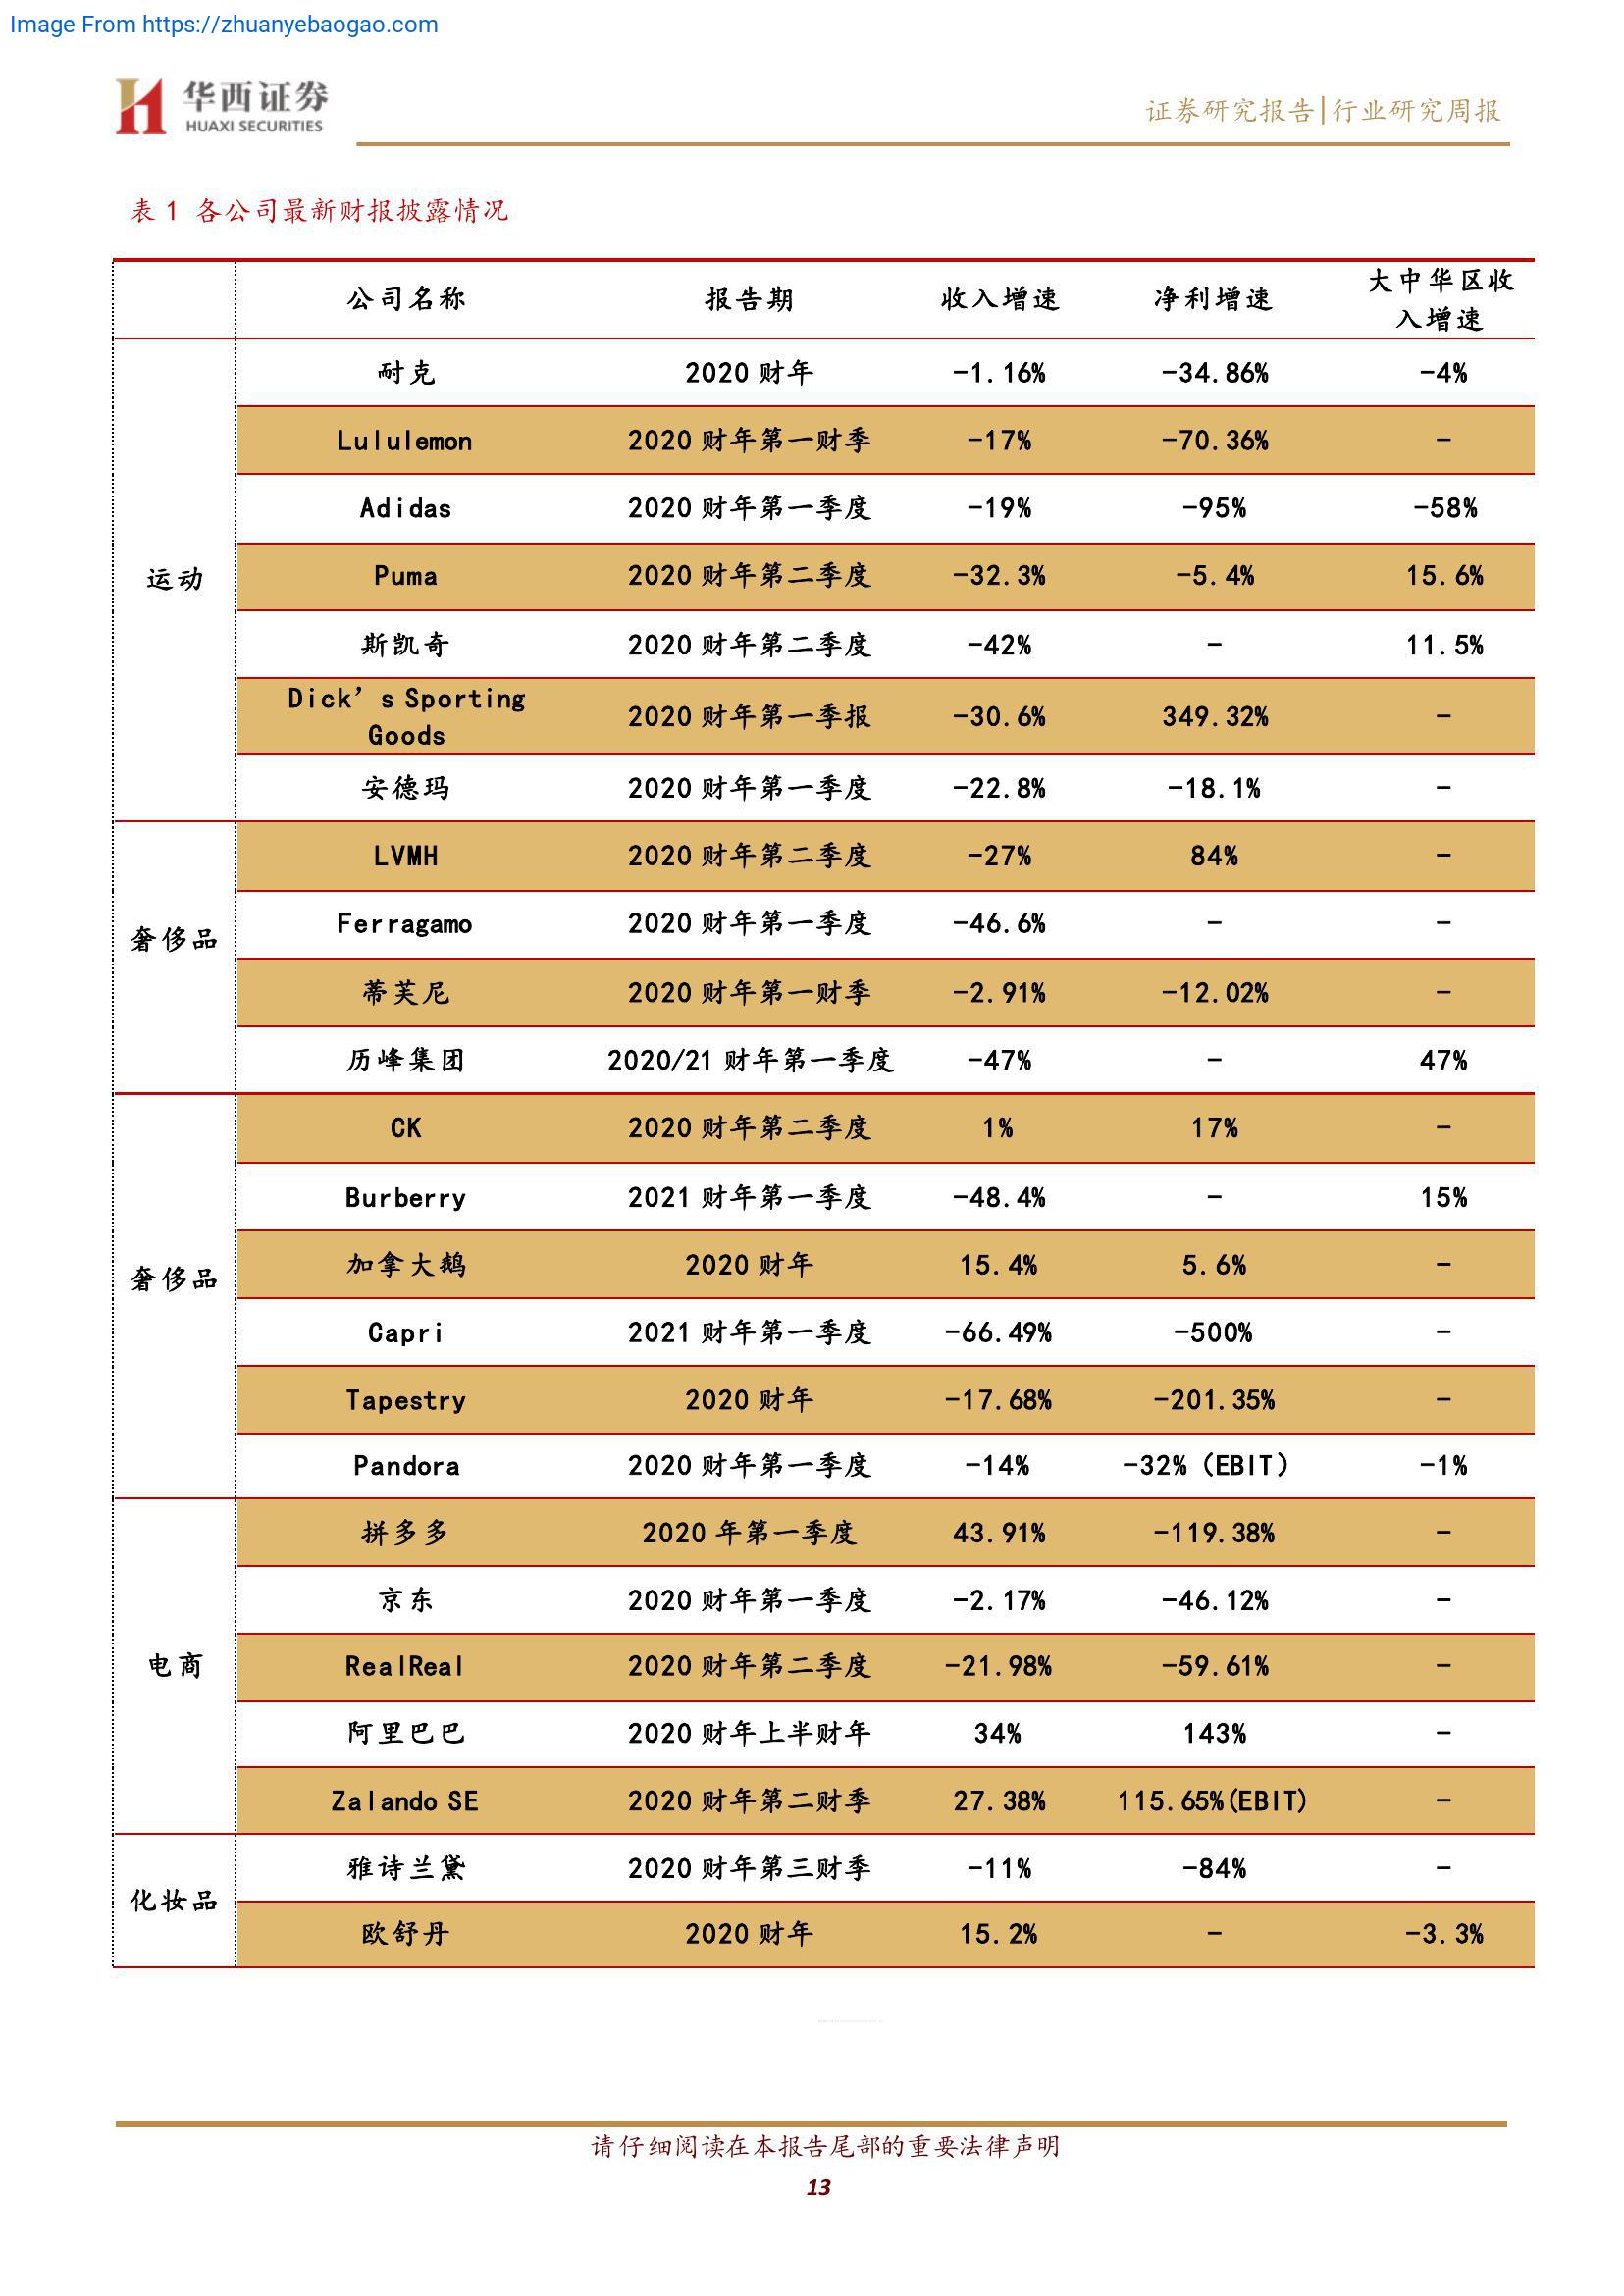 Image From https://zhuanyebaogao.com
华西证券
HUAXI SECURITIES
证券研究报告|行业研究周报
表 1 各公司最新财报披露情况
公司名称 报告期 收入增速 净利增速 大中华区收
入增速
运动
耐克 2020 财年 -1.16% -34.86% -4%
Lululemon 2020 财年第一财季 -17% -70.36% -
Adidas 2020 财年第一季度 -19% -95% -58%
Puma 2020 财年第二季度 -32.3% -5.4% 15.6%
斯凯奇 2020 财年第二季度 -42% - 11.5%
Dick’s Sporting
Goods 2020 财年第一季报 -30.6% 349.32% -
安德玛 2020 财年第一季度 -22.8% -18.1% -
奢侈品
LVMH 2020 财年第二季度 -27% 84% -
Ferragamo 2020 财年第一季度 -46.6% - -
蒂芙尼 2020 财年第一财季 -2.91% -12.02% -
历峰集团 2020/21 财年第一季度 -47% - 47%
奢侈品
CK 2020 财年第二季度 1% 17% -
Burberry 2021 财年第一季度 -48.4% - 15%
加拿大鹅 2020 财年 15.4% 5.6% -
Capri 2021 财年第一季度 -66.49% -500% -
Tapestry 2020 财年 -17.68% -201.35% -
Pandora 2020 财年第一季度 -14% -32%（EBIT） -1%
电商
拼多多 2020 年第一季度 43.91% -119.38% -
京东 2020 财年第一季度 -2.17% -46.12% -
RealReal 2020 财年第二季度 -21.98% -59.61% -
阿里巴巴 2020 财年上半财年 34% 143% -
Zalando SE 2020 财年第二财季 27.38% 115.65%(EBIT) -
化妆品
雅诗兰黛 2020 财年第三财季 -11% -84% -
欧舒丹 2020 财年 15.2% - -3.3%
请仔细阅读在本报告尾部的重要法律声明
13